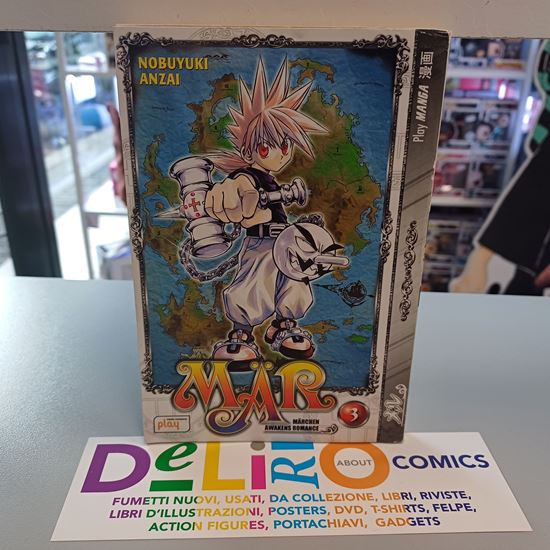 NOBUYUKI
ANZAI
Play MANGA 漫画
MÄR
MÄRCHEN
AWAKENS ROMANCE
3
play
DeLiRiO
ABOUT
COMICS
FUMETTI NUOVI, USATI, DA COLLEZIONE, LIBRI, RIVISTE,
LIBRI D'ILLUSTRAZIONI, POSTERS, DVD, T-SHIRTS, FELPE,
ACTION FIGURES, PORTACHIAVI, GADGETS